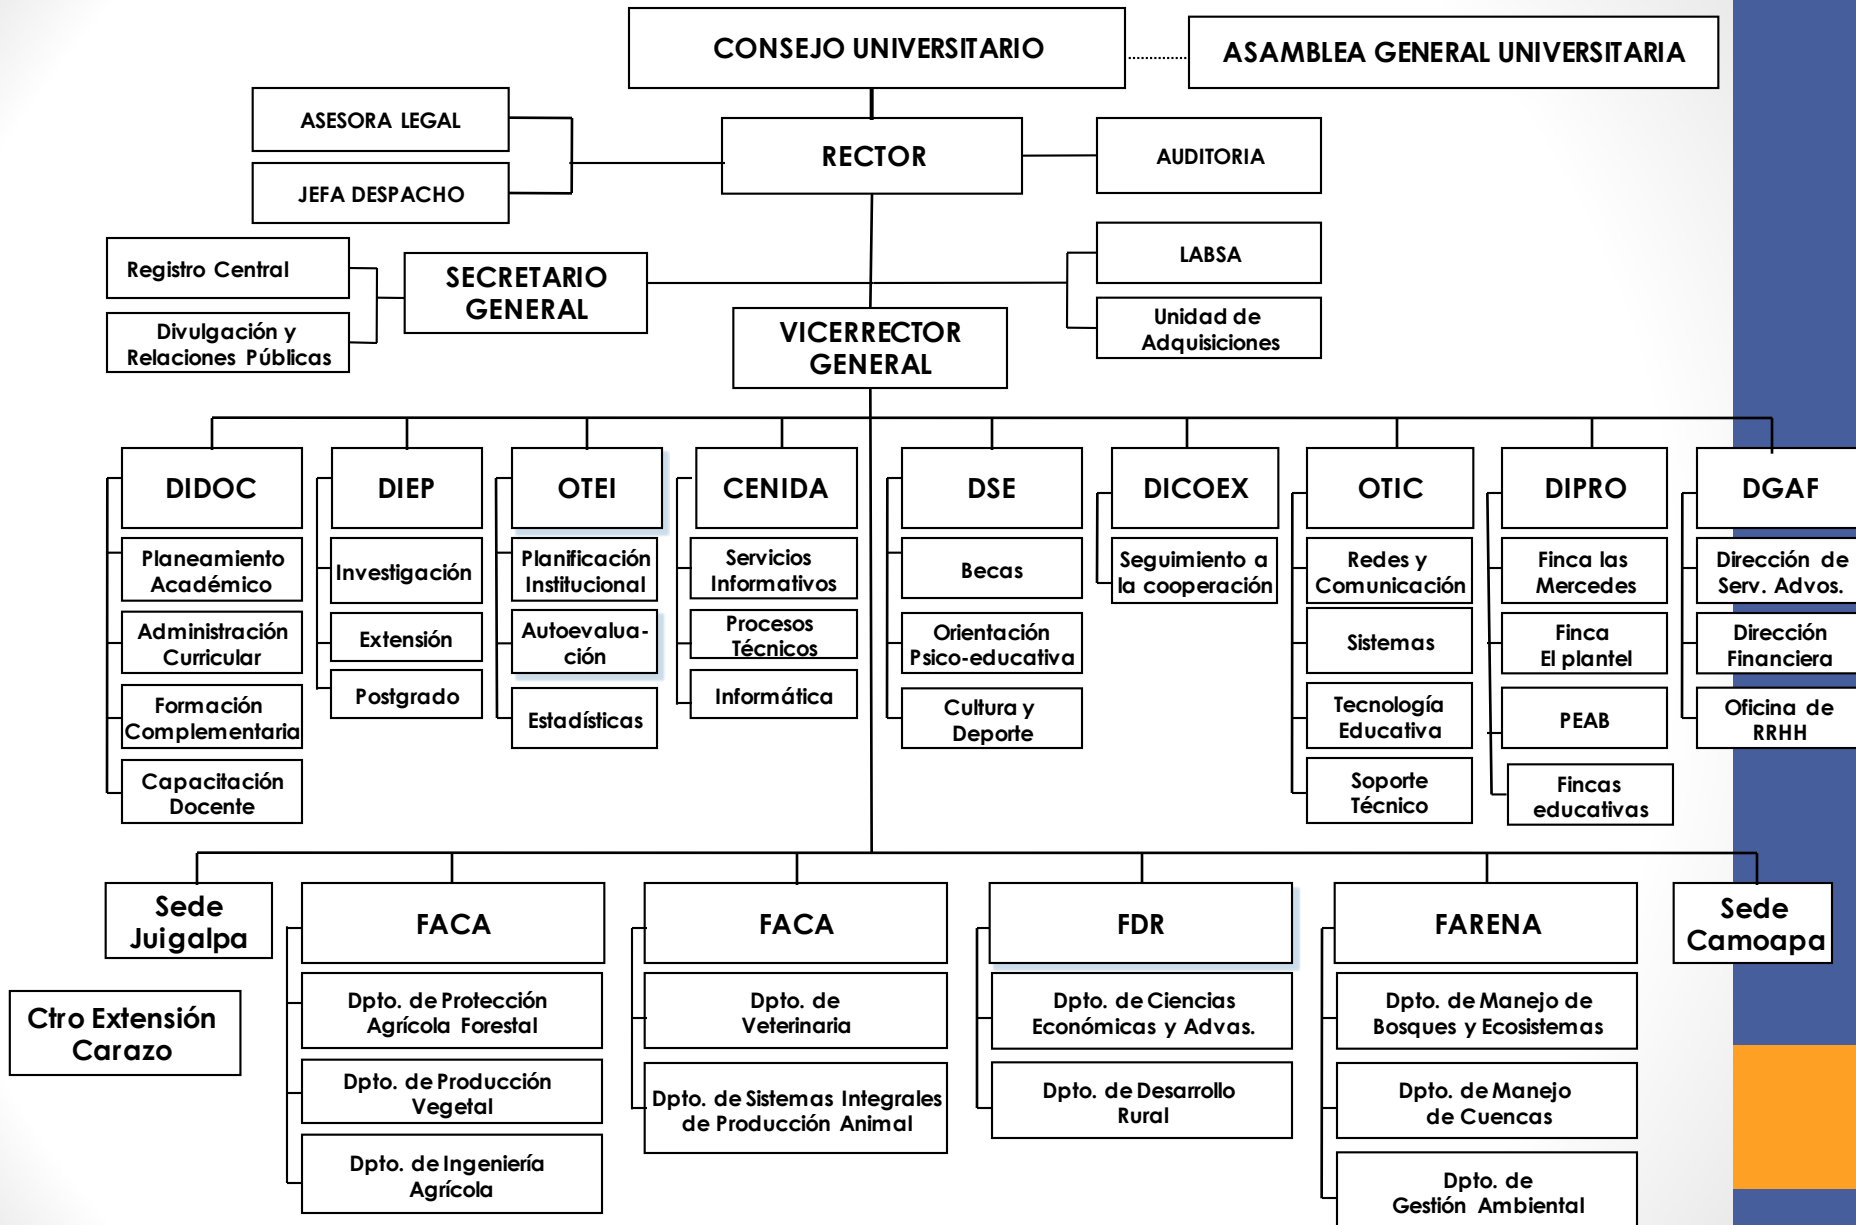 CONSEJO UNIVERSITARIO
ASAMBLEA GENERAL UNIVERSITARIA
ASESORA LEGAL
RECTOR
AUDITORIA
JEFA DESPACHO
Registro Central
SECRETARIO
GENERAL
LABSA
Divulgación y
Relaciones Públicas
VICERRECTOR
GENERAL
Unidad de
Adquisiciones
DIDOC
DIEP
OTEI
CENIDA
DSE
DICOEX
OTIC
DIPRO
DGAF
Planeamiento
Académico
Investigación
Planificación
Institucional
Servicios
Informativos
Becas
Seguimiento a
la cooperación
Redes y
Comunicación
Finca las
Mercedes
Dirección de
Serv. Advos.
Administración
Curricular
Extensión
Autoevalua-
ción
Procesos
Técnicos
Orientación
Psico-educativa
Sistemas
Finca
El plantel
Dirección
Financiera
Formación
Complementaria
Postgrado
Estadísticas
Informática
Cultura y
Deporte
Tecnología
Educativa
PEAB
Oficina de
RRHH
Capacitación
Docente
Soporte
Técnico
Fincas
educativas
Sede
Juigalpa
FACA
FACA
FDR
FARENA
Sede
Camoapa
Ctro Extensión
Carazo
Dpto. de Protección
Agrícola Forestal
Dpto. de
Veterinaria
Dpto. de Ciencias
Económicas y Advas.
Dpto. de Manejo de
Bosques y Ecosistemas
Dpto. de Producción
Vegetal
Dpto. de Sistemas Integrales
de Producción Animal
Dpto. de Desarrollo
Rural
Dpto. de Manejo
de Cuencas
Dpto. de Ingeniería
Agrícola
Dpto. de
Gestión Ambiental